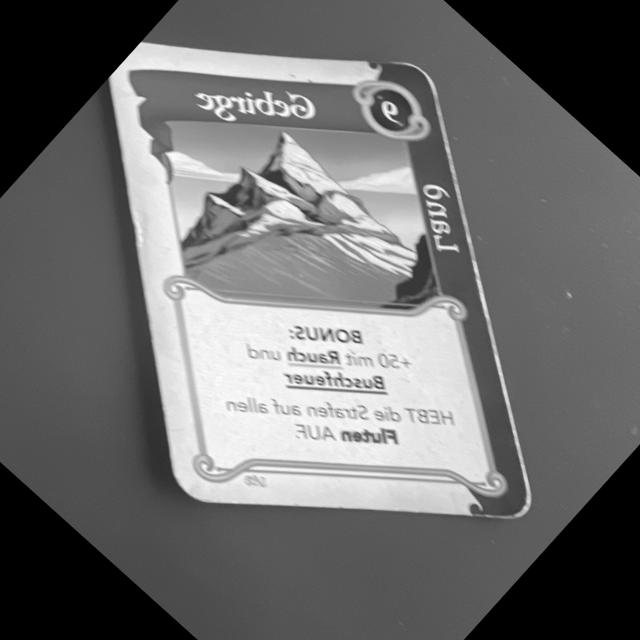 9
Gebirge
Land
BONUS:
+50 mit Rauch und
Buschfeuer
HEBT die Strafen auf allen
Fluten AUF.